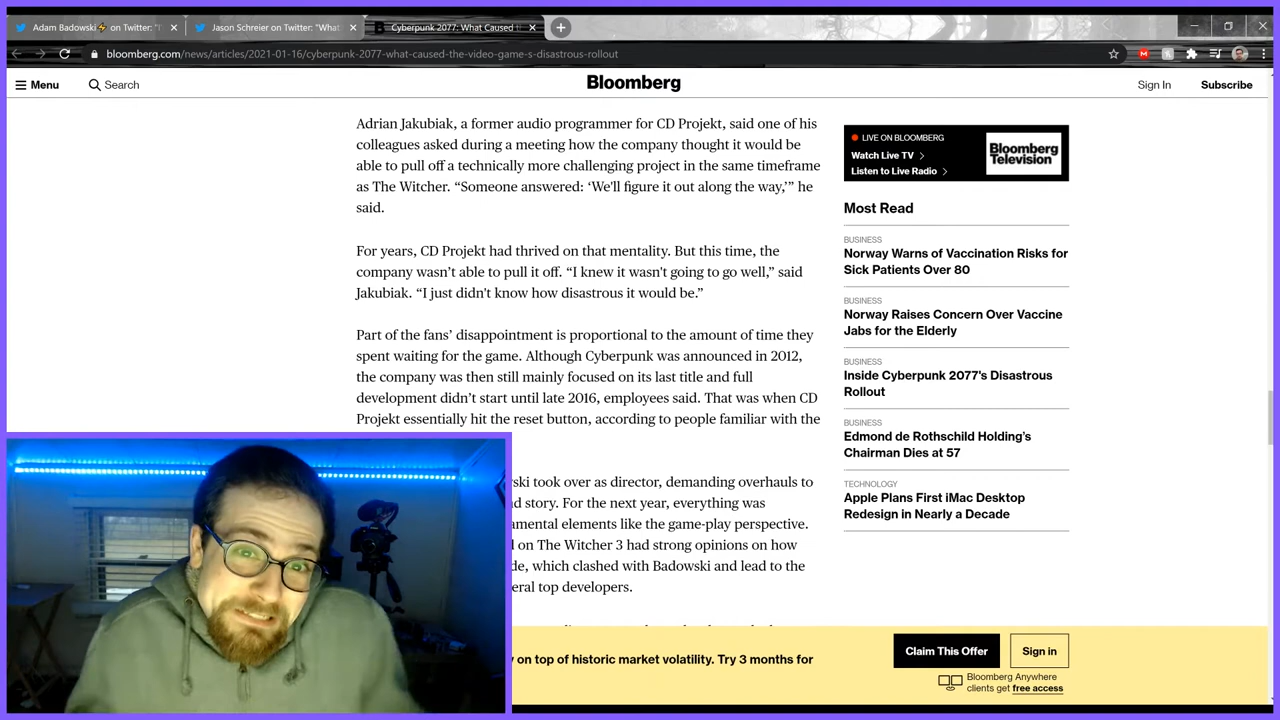 Adam Badowski⚡ on Twitter: "
Jason Schreier on Twitter: "What
Cyberpunk 2077: What Caused
bloomberg.com/news/articles/2021-01-16/cyberpunk-2077-what-caused-the-video-game-s-disastrous-rollout
Menu
Search
Bloomberg
Sign In
Subscribe
Adrian Jakubiak, a former audio programmer for CD Projekt, said one of his
colleagues asked during a meeting how the company thought it would be
able to pull off a technically more challenging project in the same timeframe
as The Witcher. “Someone answered: ‘We'll figure it out along the way,’” he
said.
For years, CD Projekt had thrived on that mentality. But this time, the
company wasn’t able to pull it off. “I knew it wasn't going to go well,” said
Jakubiak. “I just didn't know how disastrous it would be.”
Part of the fans’ disappointment is proportional to the amount of time they
spent waiting for the game. Although Cyberpunk was announced in 2012,
the company was then still mainly focused on its last title and full
development didn’t start until late 2016, employees said. That was when CD
Projekt essentially hit the reset button, according to people familiar with the
ski took over as director, demanding overhauls to
d story. For the next year, everything was
amental elements like the game-play perspective.
on The Witcher 3 had strong opinions on how
de, which clashed with Badowski and lead to the
eral top developers.
LIVE ON BLOOMBERG
Watch Live TV
Listen to Live Radio
Bloomberg
Television
Most Read
BUSINESS
Norway Warns of Vaccination Risks for
Sick Patients Over 80
BUSINESS
Norway Raises Concern Over Vaccine
Jabs for the Elderly
BUSINESS
Inside Cyberpunk 2077’s Disastrous
Rollout
BUSINESS
Edmond de Rothschild Holding’s
Chairman Dies at 57
TECHNOLOGY
Apple Plans First iMac Desktop
Redesign in Nearly a Decade
y on top of historic market volatility. Try 3 months for
Claim This Offer
Sign in
Bloomberg Anywhere
clients get free access